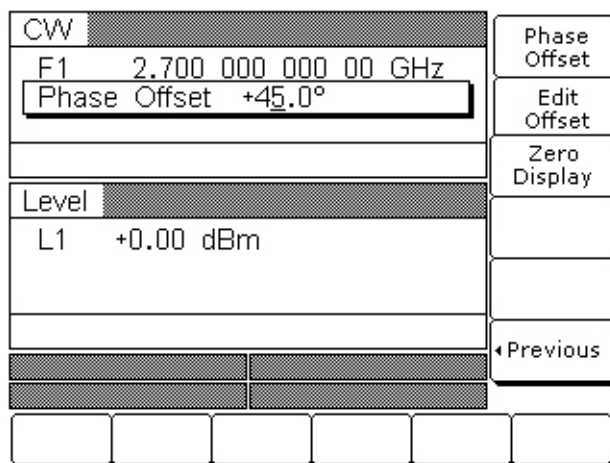 CW
F1 2.700 000 000 00 GHz
Phase Offset +45.0°
Level
L1 +0.00 dBm
Phase
Offset
Edit
Offset
Zero
Display
Previous